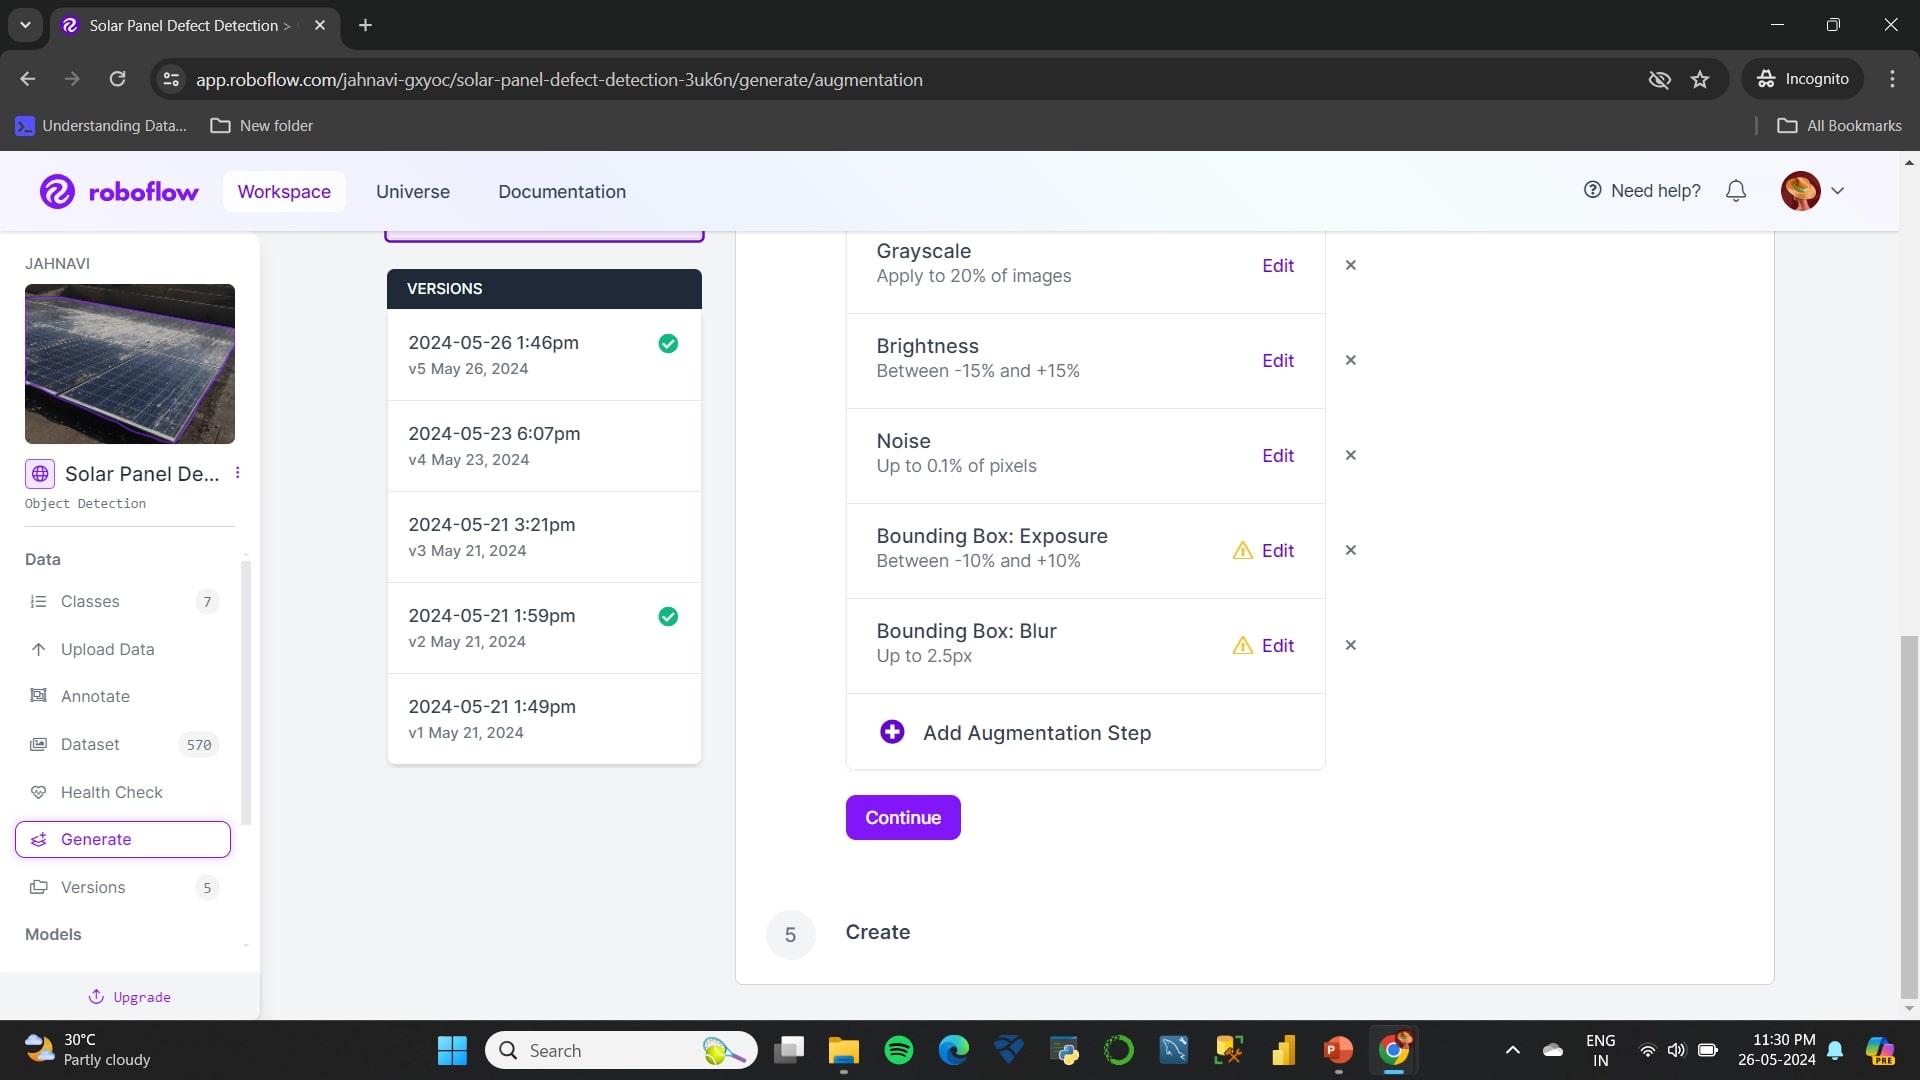 Solar Panel Defect Detection >
app.roboflow.com/jahnavi-gxyoc/solar-panel-defect-detection-3uk6n/generate/augmentation
Incognito
Understanding Data...
New folder
All Bookmarks
roboflow
Workspace
Universe
Documentation
Need help?
JAHNAVI
Solar Panel De...
Object Detection
Data
Classes
7
Upload Data
Annotate
Dataset
570
Health Check
Generate
Versions
5
Models
Upgrade
VERSIONS
2024-05-26 1:46pm
v5 May 26, 2024
2024-05-23 6:07pm
v4 May 23, 2024
2024-05-21 3:21pm
v3 May 21, 2024
2024-05-21 1:59pm
v2 May 21, 2024
2024-05-21 1:49pm
v1 May 21, 2024
Grayscale
Apply to 20% of images
Edit
Brightness
Between -15% and +15%
Edit
Noise
Up to 0.1% of pixels
Edit
Bounding Box: Exposure
Between -10% and +10%
Edit
Bounding Box: Blur
Up to 2.5px
Edit
Add Augmentation Step
Continue
5
Create
30°C
Partly cloudy
Search
ENG
IN
11:30 PM
26-05-2024
PRE